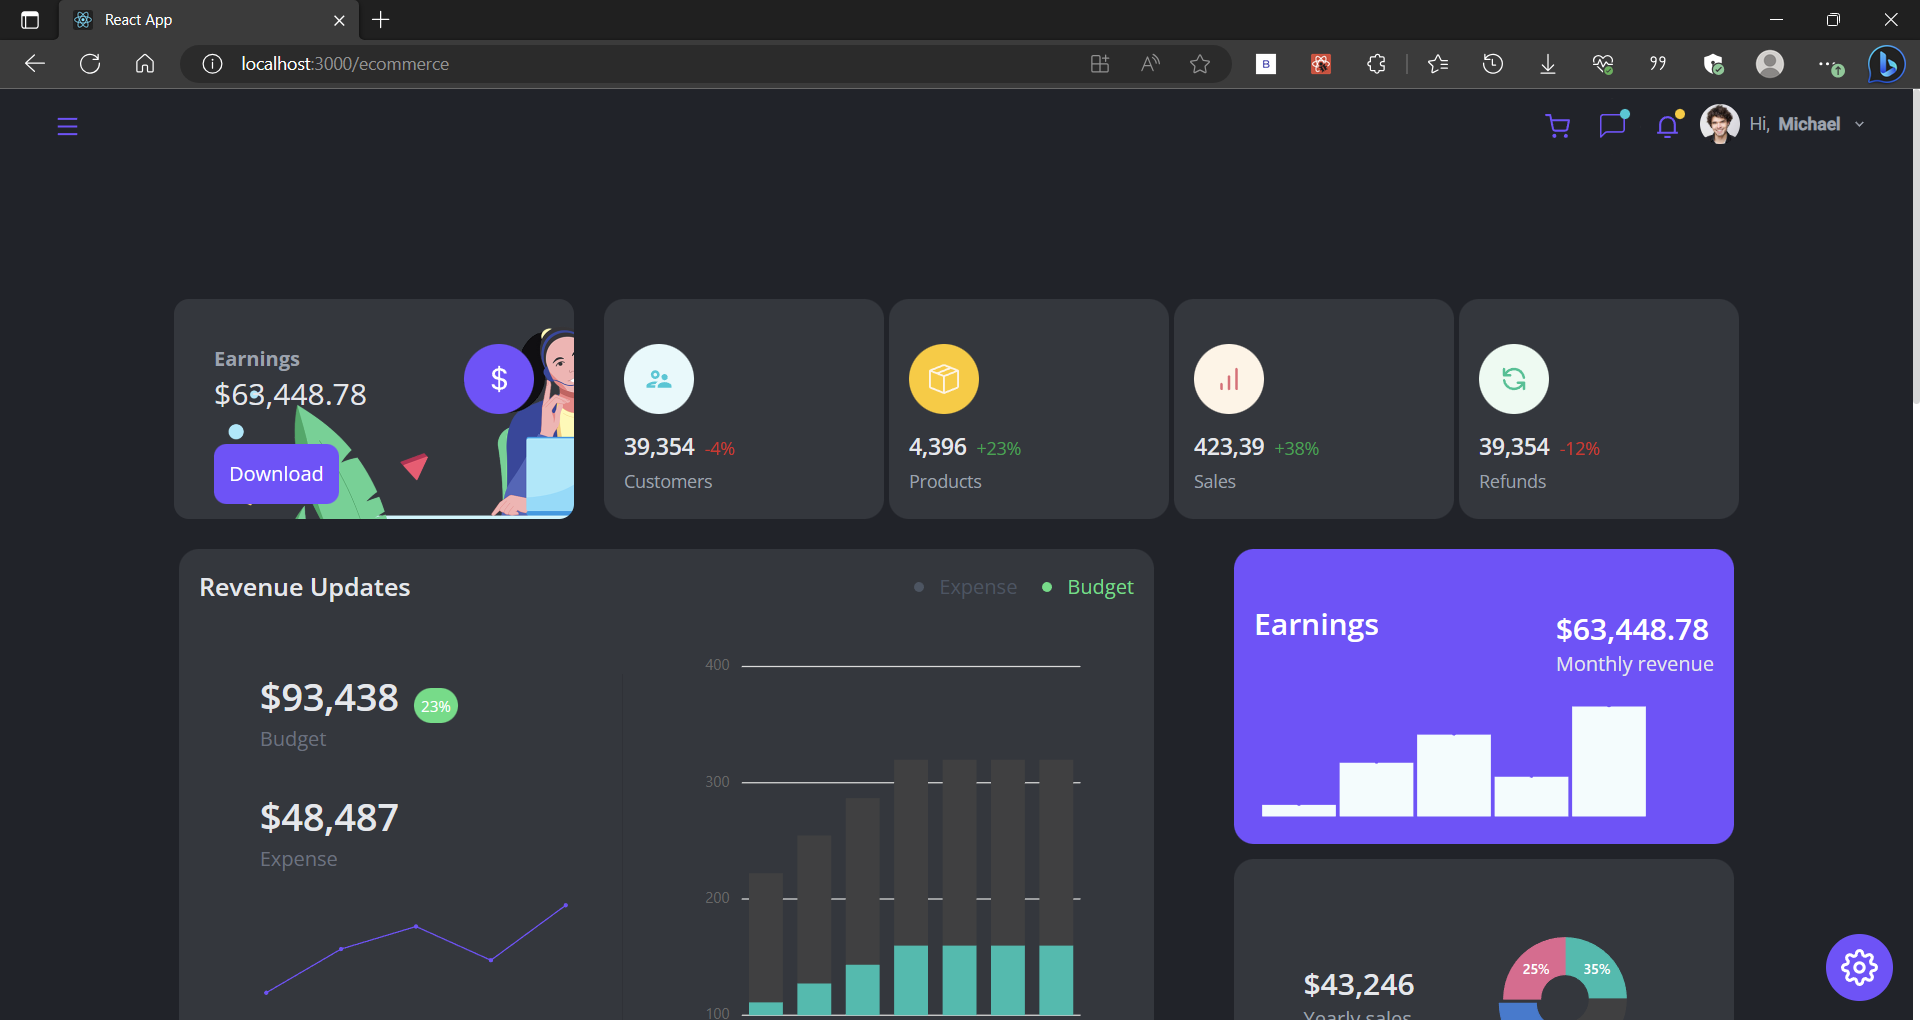 React App
localhost:3000/ecommerce
Hi, Michael
Earnings
$63,448.78
$
Download
39,354 -4%
Customers
4,396 +23%
Products
423,39 +38%
Sales
39,354 -12%
Refunds
Revenue Updates
Expense
Budget
$93,438 23%
Budget
$48,487
Expense
400
300
200
100
Earnings
$63,448.78
Monthly revenue
$43,246
Yearly sales
25%
35%